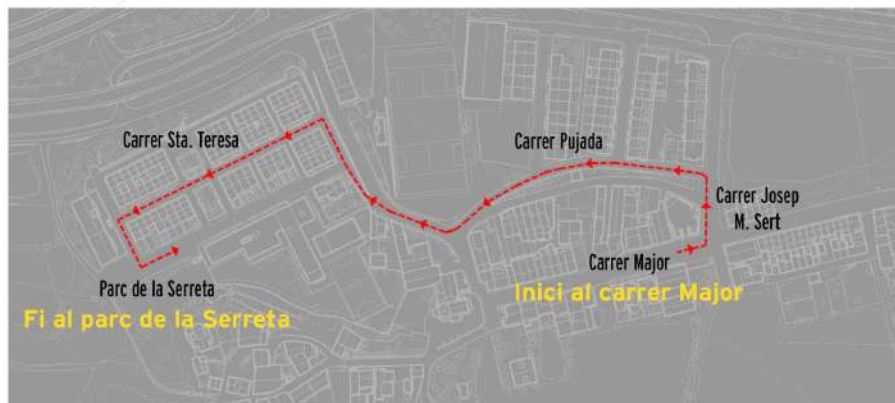 Carrer Sta. Teresa
Carrer Pujada
Carrer Josep
M. Sert
Carrer Major
Parc de la Serreta
Inici al carrer Major
Fi al parc de la Serreta